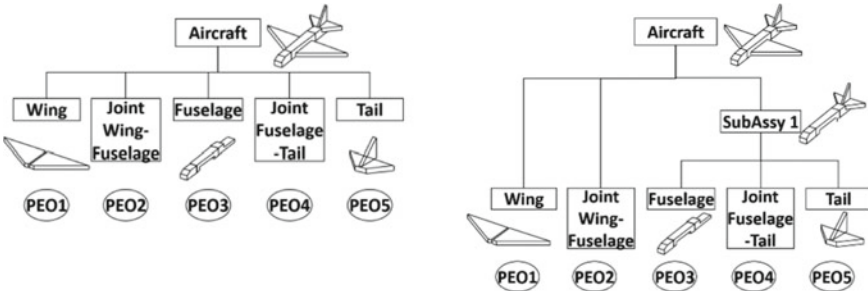 Aircraft
Wing
Joint
Wing-
Fuselage
Fuselage
Joint
Fuselage
-Tail
Tail
PEO1
PEO2
PEO3
PEO4
PEO5
Aircraft
SubAssy 1
Wing
Joint
Wing-
Fuselage
Fuselage
Joint
Fuselage
-Tail
Tail
PEO1
PEO2
PEO3
PEO4
PEO5